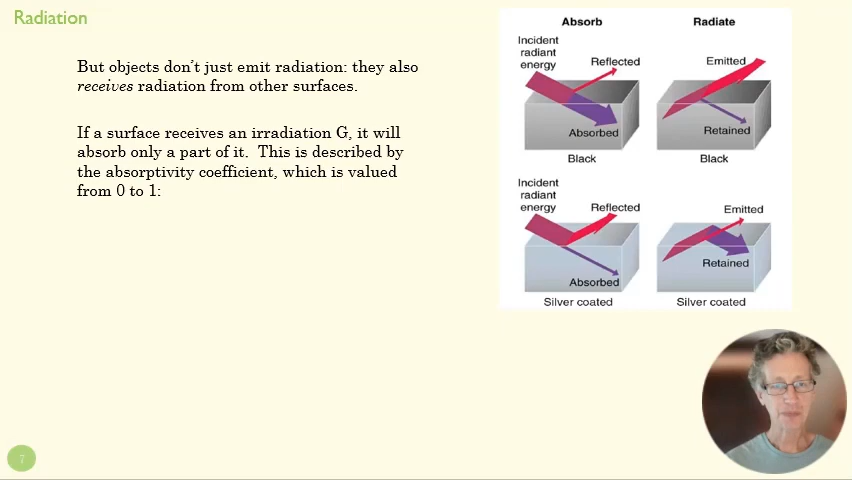 Radiation
But objects don't just emit radiation: they also
receives radiation from other surfaces.
If a surface receives an irradiation G, it will
absorb only a part of it.  This is described by
the absorptivity coefficient, which is valued
from 0 to 1:
Absorb
Radiate
Incident
radiant
energy
Reflected
Absorbed
Black
Emitted
Retained
Black
Incident
radiant
energy
Reflected
Absorbed
Silver coated
Emitted
Retained
Silver coated
7